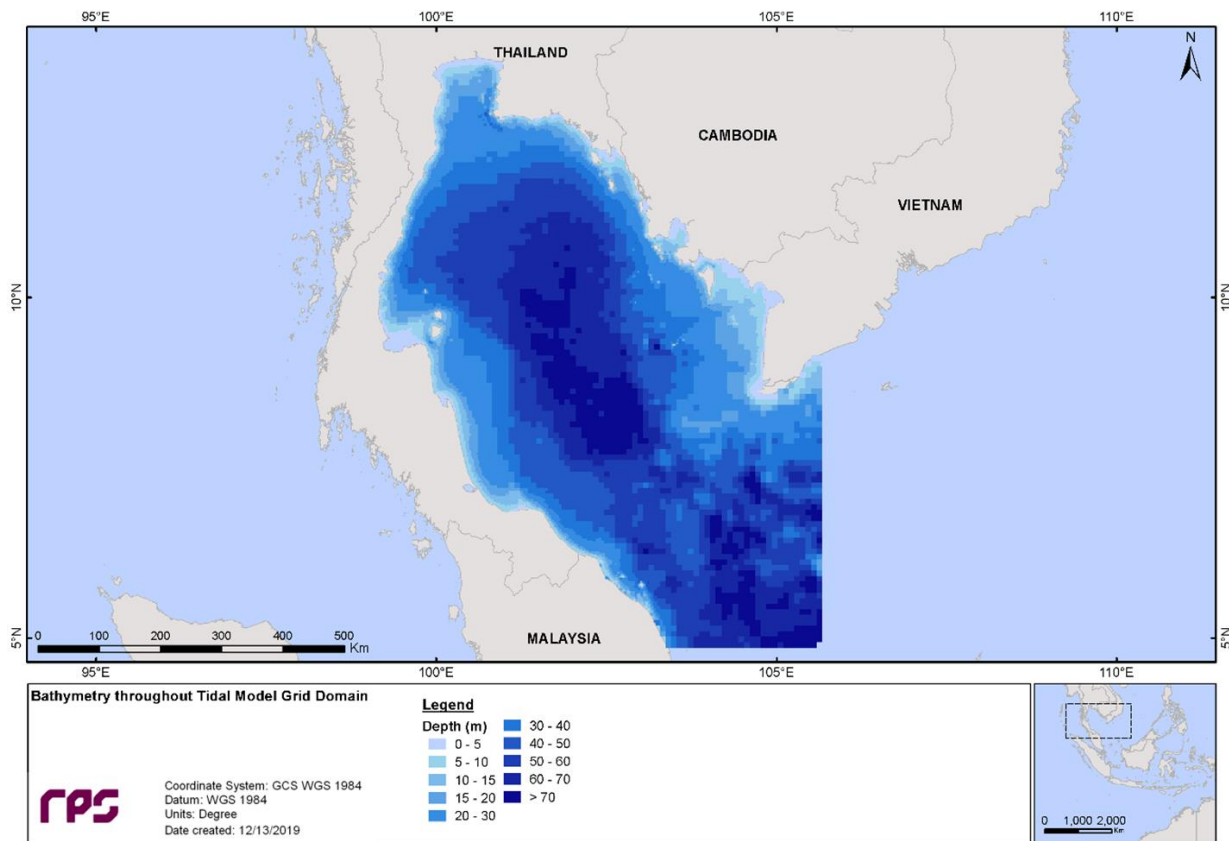 95°E 100°E 105°E 110°E
THAILAND
N
CAMBODIA
VIETNAM
10°N 10°N
5°N 5°N
MALAYSIA
0 100 200 300 400 500
Km
95°E 100°E 105°E 110°E
Bathymetry throughout Tidal Model Grid Domain
Legend
Depth (m)
0 - 5
5 - 10
10 - 15
15 - 20
20 - 30
30 - 40
40 - 50
50 - 60
60 - 70
> 70
rps
Coordinate System: GCS WGS 1984
Datum: WGS 1984
Units: Degree
Date created: 12/13/2019
0 1,000 2,000
Km